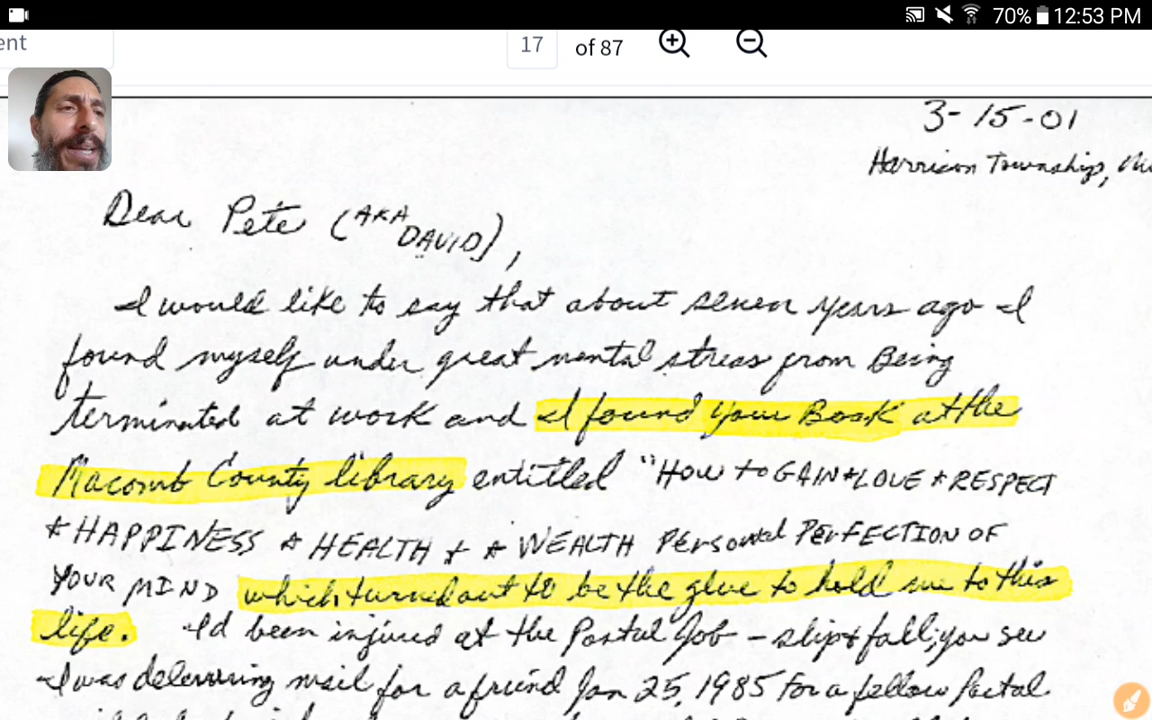 70% 12:53 PM
ent
17 of 87
3-15-01
Harrison Township,
Dear Pete (AKA
DAVID),
I would like to say that about seven years ago I
found myself under great mental stress from Being
terminated at work and I found your Book at the
Macomb County library entitled "HOW to GAIN+LOVE+RESPECT
+HAPPINESS + HEALTH + + WEALTH Personal PERFECTION OF
YOUR MIND which turned out to be the glue to hold me to this
life. I'd been injured at the Postal Job - slip & fall; you see
I was delivering mail for a friend Jan 25, 1985 for a fellow Postal